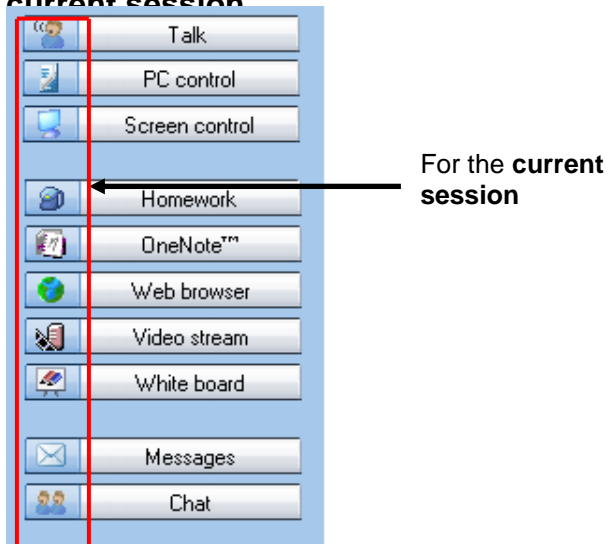 current session
Talk
PC control
Screen control
For the current
session
Homework
OneNote™
Web browser
Video stream
White board
Messages
Chat